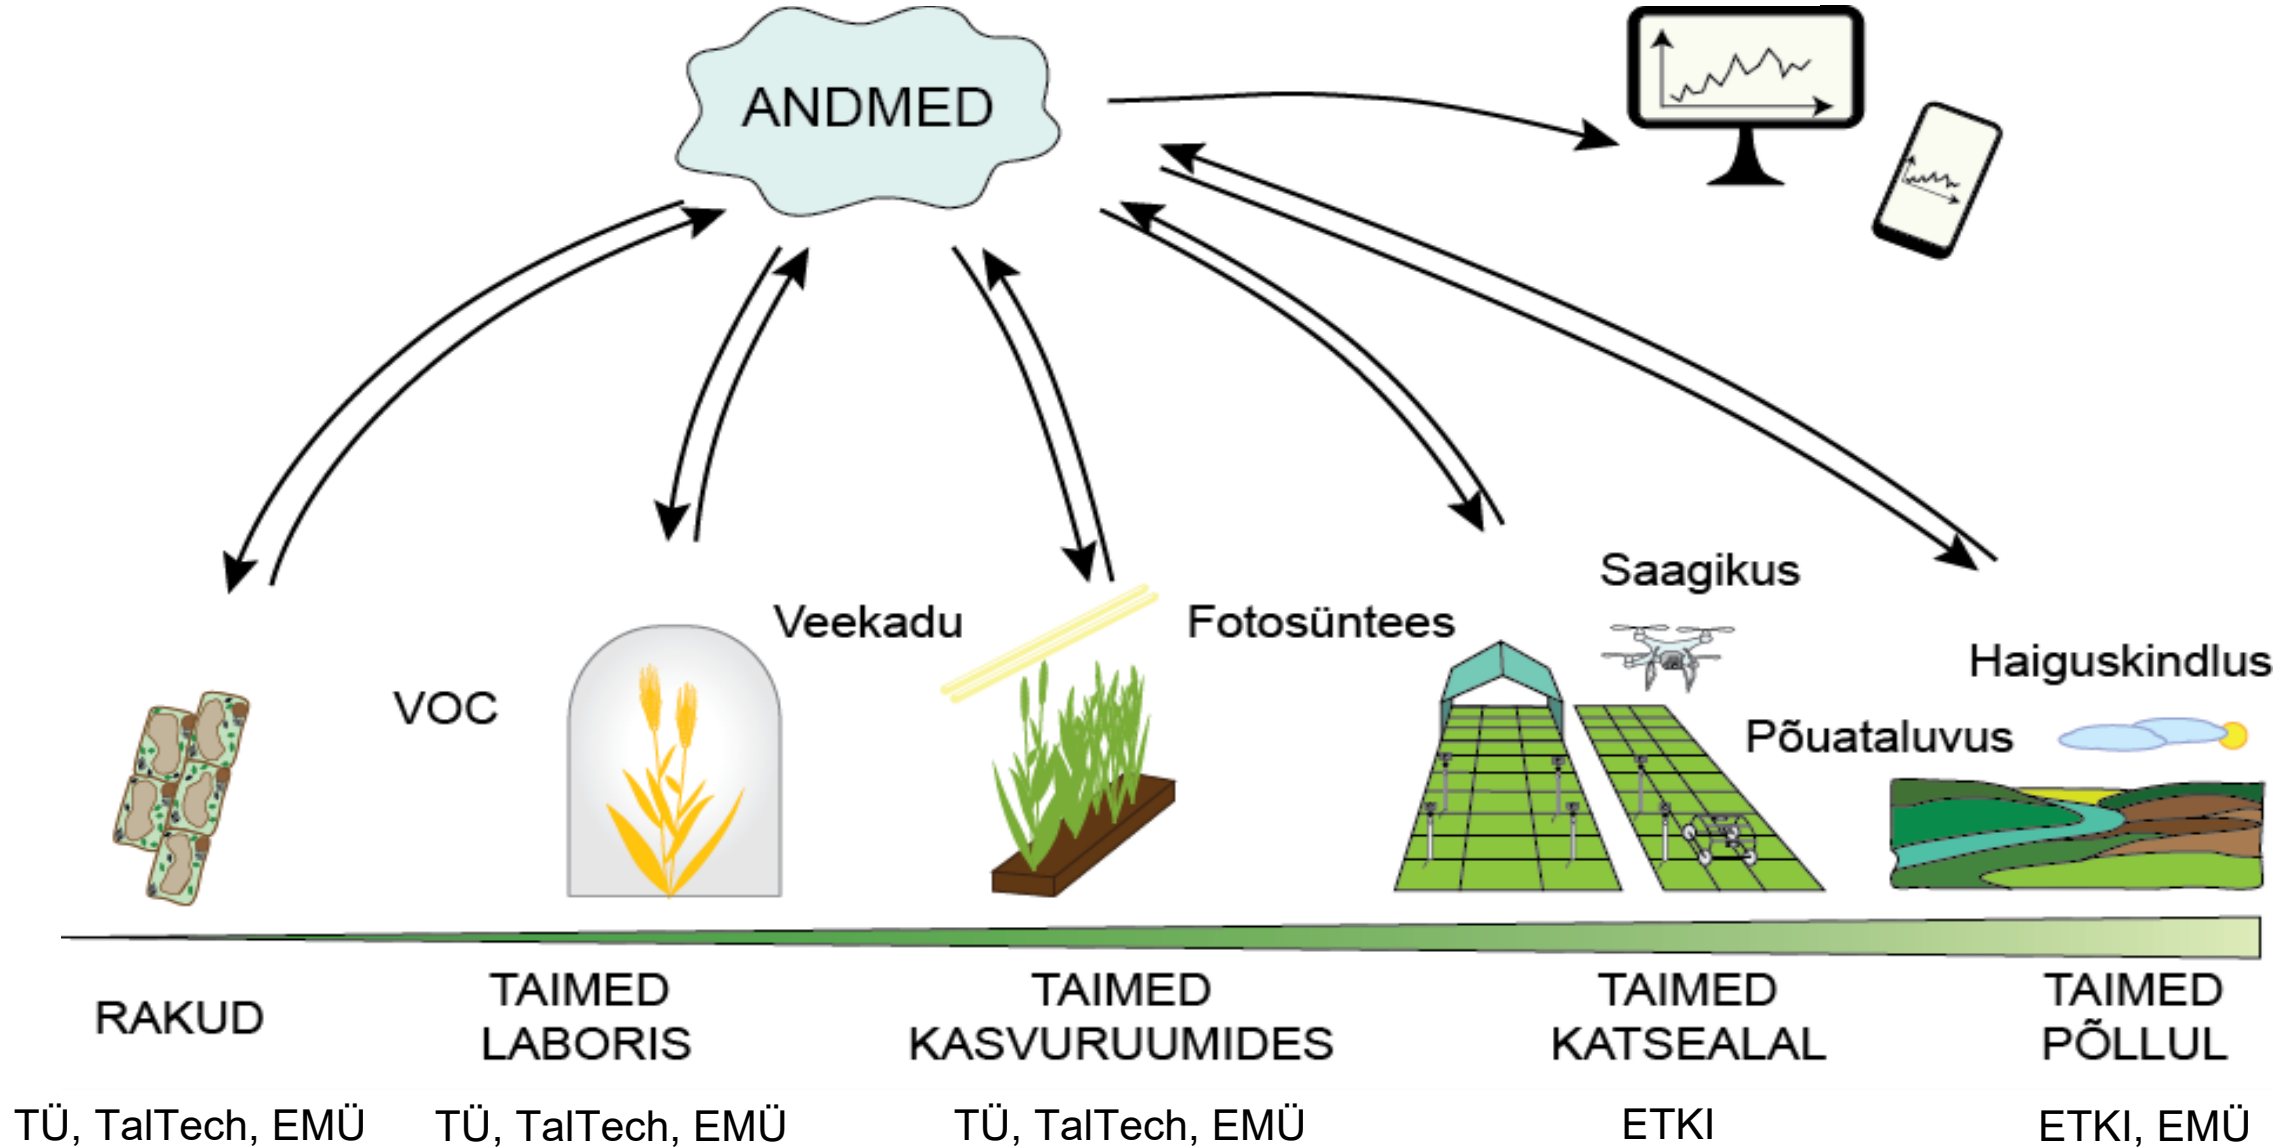 ANDMED
Saagikus
Veekadu
Fotosüntees
Haiguskindlus
VOC
Põuataluvus
RAKUD
TAIMED
LABORIS
TAIMED
KASVURUUMIDES
TAIMED
KATSEALAL
TAIMED
PÕLLUL
TÜ, TalTech, EMÜ
TÜ, TalTech, EMÜ
TÜ, TalTech, EMÜ
ETKI
ETKI, EMÜ